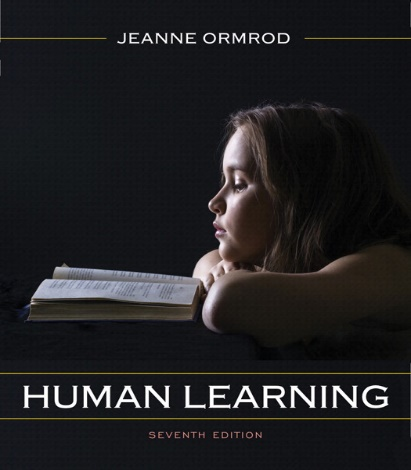 JEANNE ORMROD
HUMAN LEARNING
SEVENTH EDITION